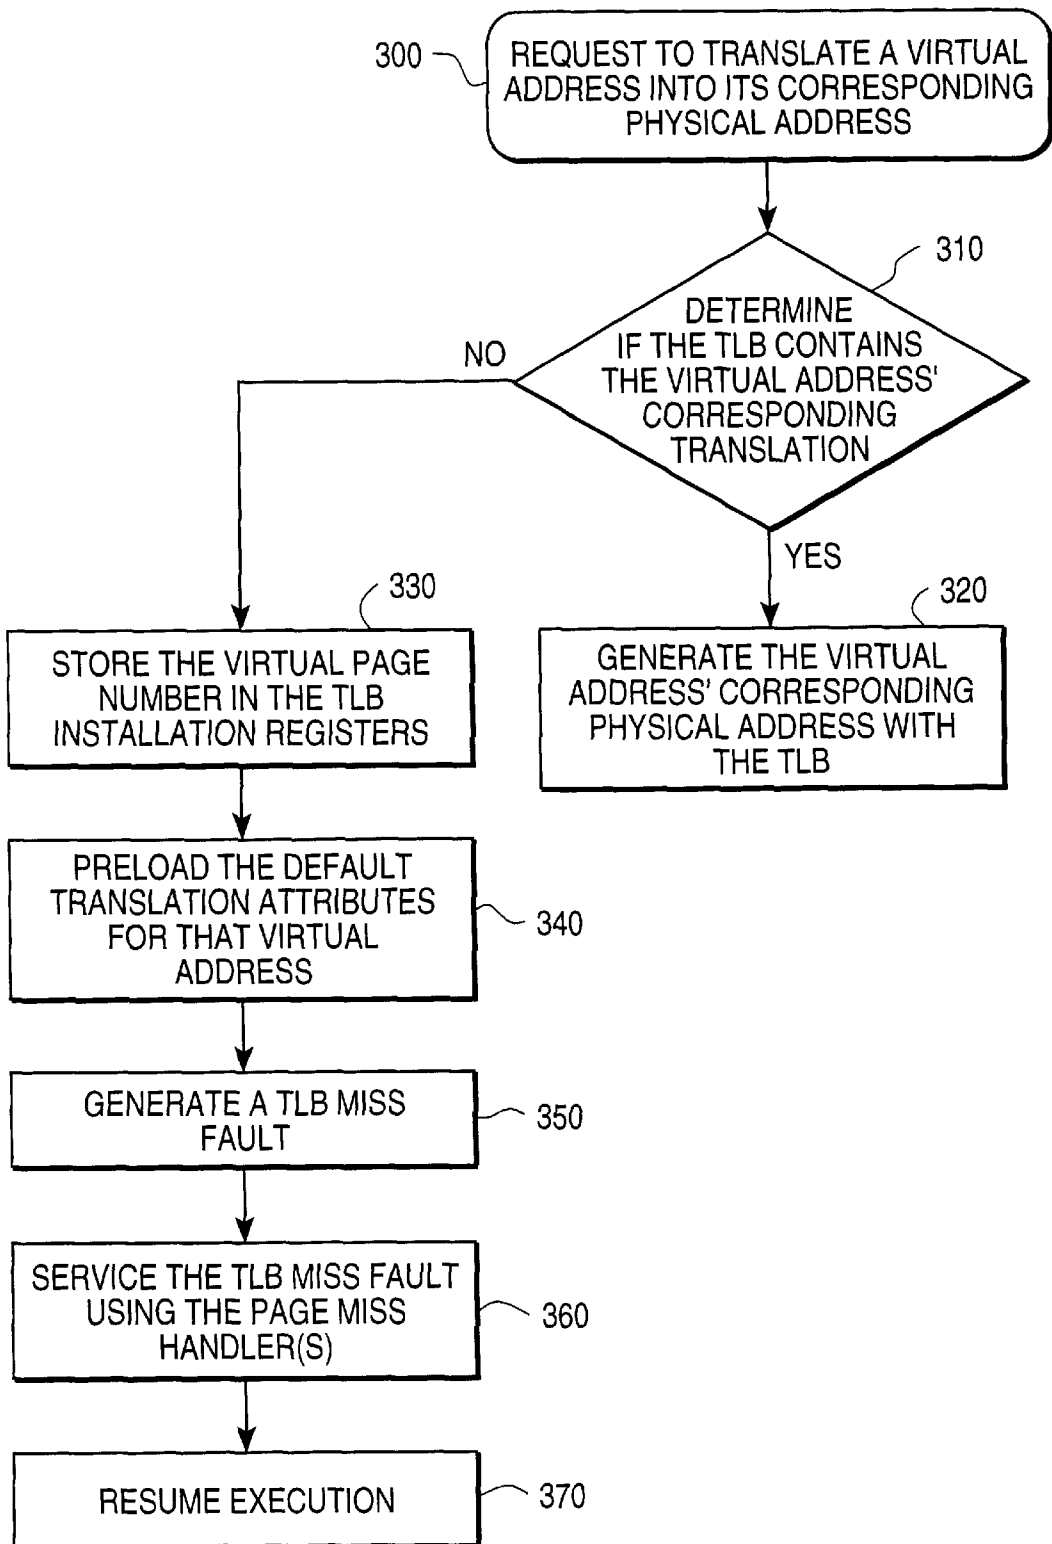 300
REQUEST TO TRANSLATE A VIRTUAL
ADDRESS INTO ITS CORRESPONDING
PHYSICAL ADDRESS
310
DETERMINE
IF THE TLB CONTAINS
THE VIRTUAL ADDRESS'
CORRESPONDING
TRANSLATION
NO
YES
330
STORE THE VIRTUAL PAGE
NUMBER IN THE TLB
INSTALLATION REGISTERS
320
GENERATE THE VIRTUAL
ADDRESS' CORRESPONDING
PHYSICAL ADDRESS WITH
THE TLB
PRELOAD THE DEFAULT
TRANSLATION ATTRIBUTES
FOR THAT VIRTUAL
ADDRESS
340
GENERATE A TLB MISS
FAULT
350
SERVICE THE TLB MISS FAULT
USING THE PAGE MISS
HANDLER(S)
360
RESUME EXECUTION
370